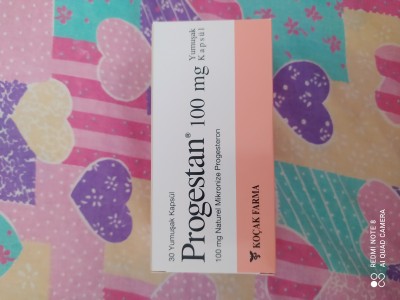 30 Yumuşak Kapsül
Progestan® 100 mg Yumuşak
Kapsül
100 mg Naturel Mikronize Progesteron
KOÇAK FARMA
REDMI NOTE 8
AI QUAD CAMERA